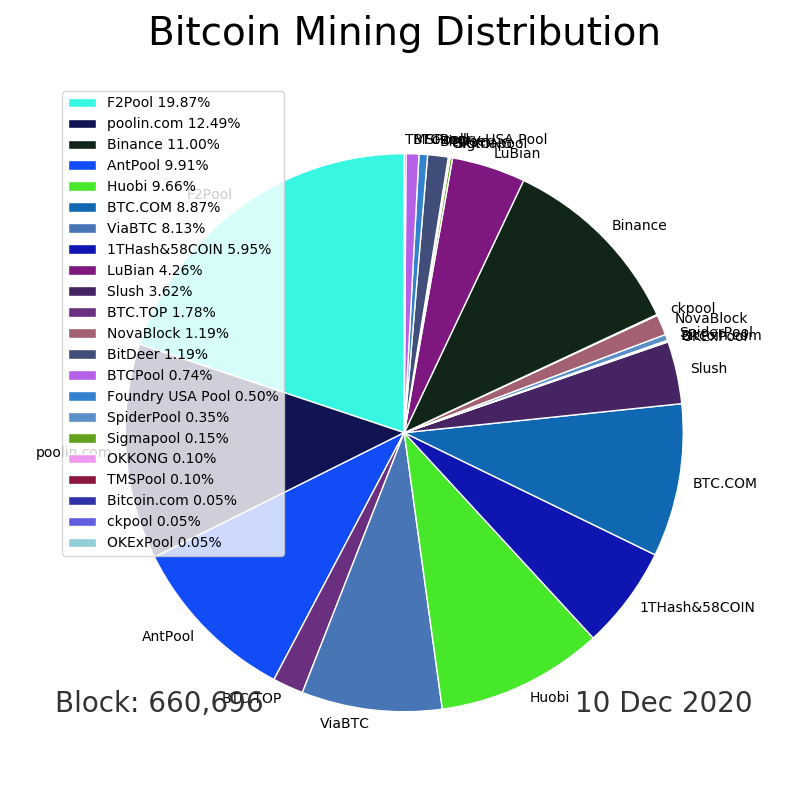 Bitcoin Mining Distribution
F2Pool 19.87%
poolin.com 12.49%
Binance 11.00%
AntPool 9.91%
Huobi 9.66%
BTC.COM 8.87%
ViaBTC 8.13%
1THash&58COIN 5.95%
LuBian 4.26%
Slush 3.62%
BTC.TOP 1.78%
NovaBlock 1.19%
BitDeer 1.19%
BTCPool 0.74%
Foundry USA Pool 0.50%
SpiderPool 0.35%
Sigmapool 0.15%
OKKONG 0.10%
TMSPool 0.10%
Bitcoin.com 0.05%
ckpool 0.05%
OKExPool 0.05%
F2Pool
poolin.com
AntPool
BTC.TOP
ViaBTC
Huobi
1THash&58COIN
BTC.COM
Slush
OKExPool
SpiderPool
NovaBlock
ckpool
Binance
LuBian
Foundry USA Pool
Block: 660,696
10 Dec 2020